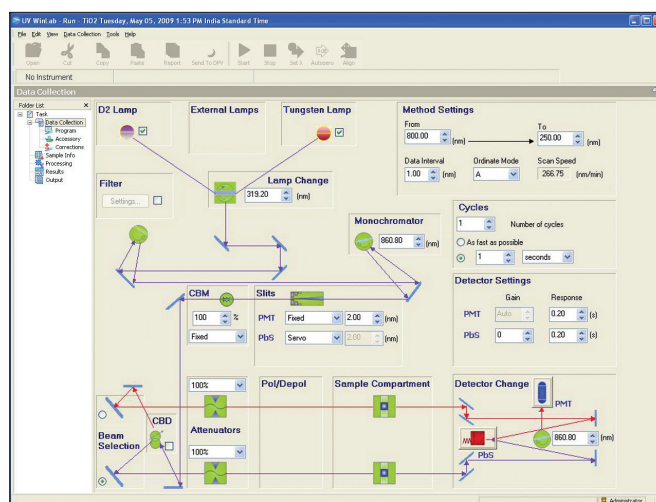 UV WinLab - Run - TiO2 Tuesday, May 05, 2009 1:53 PM India Standard Time
File Edit View Data Collection Tools Help
Open Cut Copy Paste Report Send To DPV Start Stop Set λ Autozero Align
No Instrument
Data Collection
Folder List
Task
Data Collection
Program
Accessory
Corrections
Sample Info
Processing
Results
Output
D2 Lamp
External Lamps
Tungsten Lamp
Filter
Settings...
Lamp Change
319.20 (nm)
Monochromator
860.80 (nm)
Method Settings
From To
800.00 (nm) 250.00 (nm)
Data Interval Ordinate Mode Scan Speed
1.00 (nm) A 266.75 (nm/min)
Cycles
1 Number of cycles
As fast as possible
1 seconds
CBM
100 %
Fixed
Slits
PMT Fixed 2.00 (nm)
PbS Servo 2.00 (nm)
Detector Settings
Gain Response
PMT Auto 0.20 (s)
PbS 0 0.20 (s)
Beam Selection
CBD
100%
Attenuators
100%
Pol/Depol
Sample Compartment
Detector Change
PMT
860.80 (nm)
PbS
Administrator